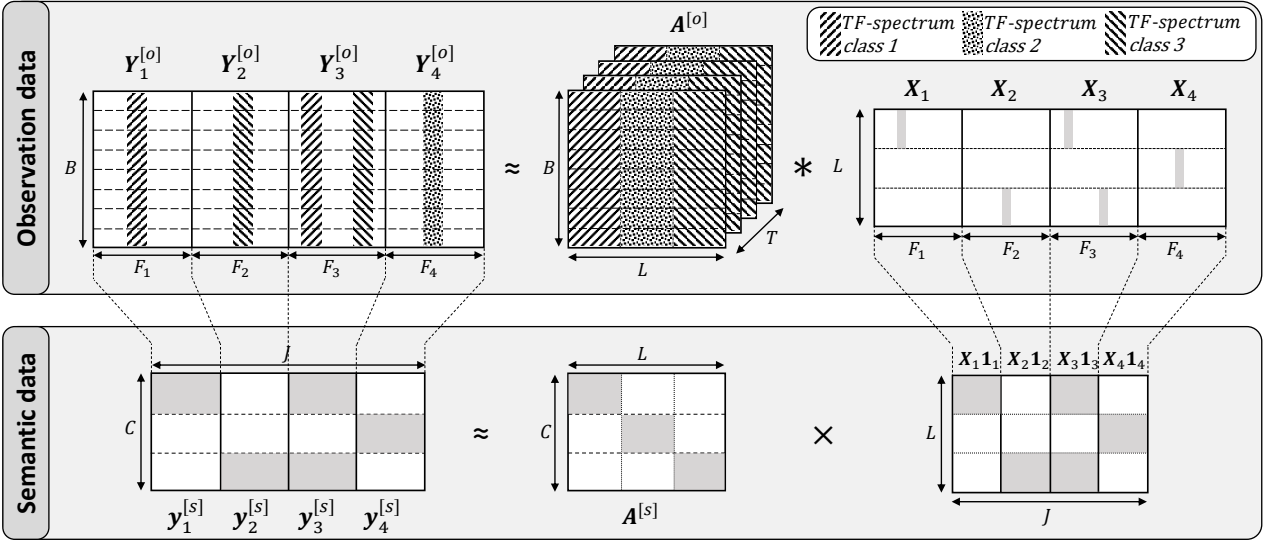 Observation data
Y_1^{[o]} Y_2^{[o]} Y_3^{[o]} Y_4^{[o]}
B
F_1 F_2 F_3 F_4
≈
A^{[o]}
B
L
T
*
TF-spectrum class 1
TF-spectrum class 2
TF-spectrum class 3
X_1 X_2 X_3 X_4
L
F_1 F_2 F_3 F_4
Semantic data
J
C
y_1^{[s]} y_2^{[s]} y_3^{[s]} y_4^{[s]}
≈
L
C
A^{[s]}
×
X_1 1_1 X_2 1_2 X_3 1_3 X_4 1_4
L
J